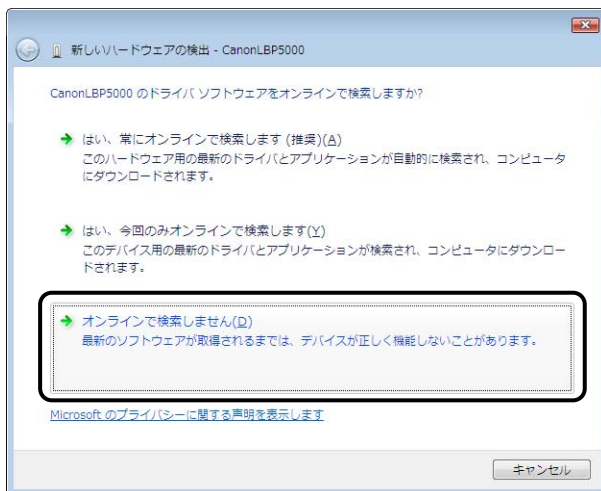 新しいハードウェアの検出 - CanonLBP5000
CanonLBP5000 のドライバ ソフトウェアをオンラインで検索しますか?
はい、常にオンラインで検索します (推奨)(A)
このハードウェア用の最新のドライバとアプリケーションが自動的に検索され、コンピュータ
にダウンロードされます。
はい、今回のみオンラインで検索します(Y)
このデバイス用の最新のドライバとアプリケーションが検索され、コンピュータにダウンロー
ドされます。
オンラインで検索しません(D)
最新のソフトウェアが取得されるまでは、デバイスが正しく機能しないことがあります。
Microsoft のプライバシーに関する声明を表示します
キャンセル